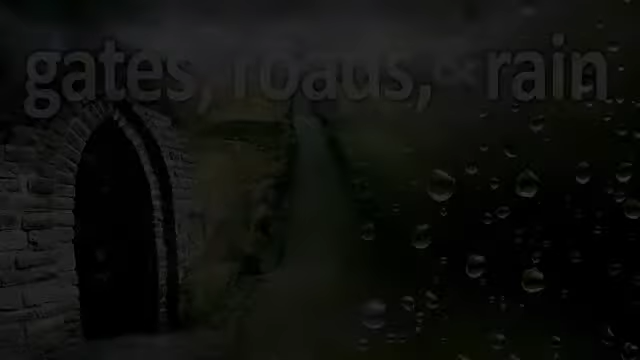 gates, roads, & rain